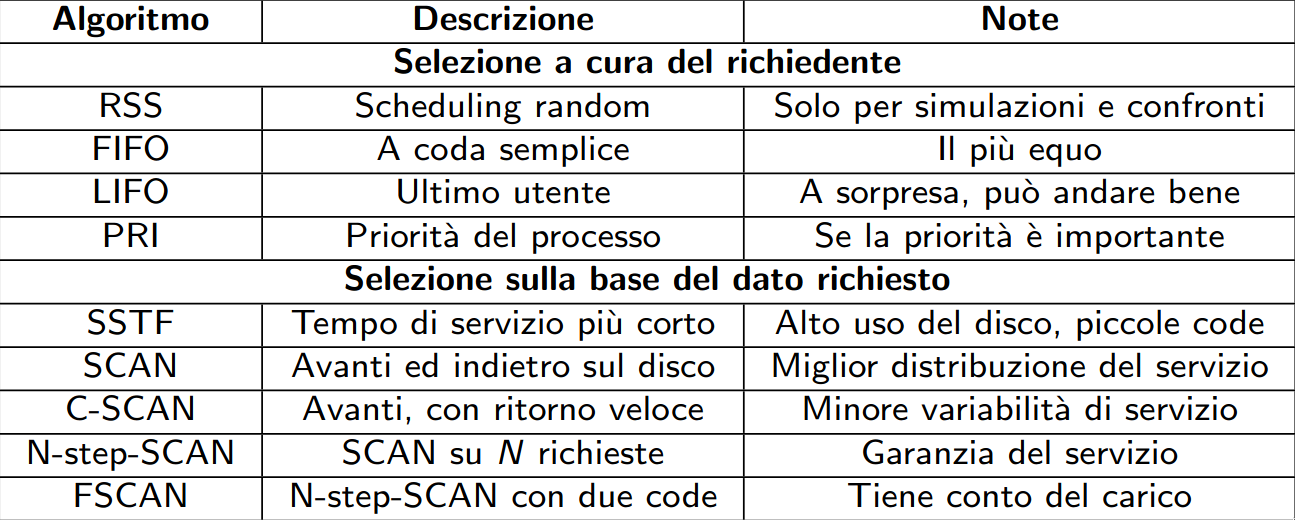 Algoritmo Descrizione Note
Selezione a cura del richiedente
RSS Scheduling random Solo per simulazioni e confronti
FIFO A coda semplice Il più equo
LIFO Ultimo utente A sorpresa, può andare bene
PRI Priorità del processo Se la priorità è importante
Selezione sulla base del dato richiesto
SSTF Tempo di servizio più corto Alto uso del disco, piccole code
SCAN Avanti ed indietro sul disco Miglior distribuzione del servizio
C-SCAN Avanti, con ritorno veloce Minore variabilità di servizio
N-step-SCAN SCAN su N richieste Garanzia del servizio
FSCAN N-step-SCAN con due code Tiene conto del carico